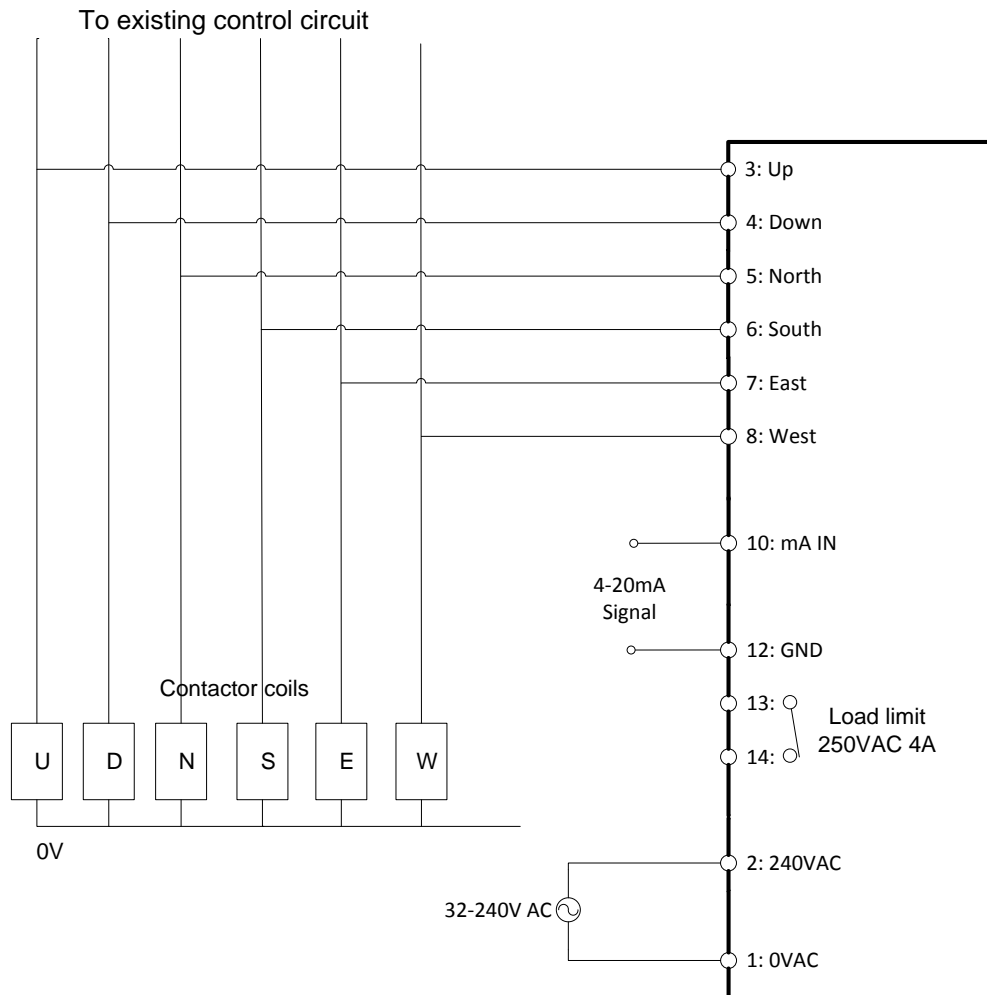 To existing control circuit
3: Up
4: Down
5: North
6: South
7: East
8: West
10: mA IN
4-20mA
Signal
12: GND
Contactor coils
13:
Load limit
250VAC 4A
14:
U D N S E W
0V
2: 240VAC
32-240V AC
1: 0VAC